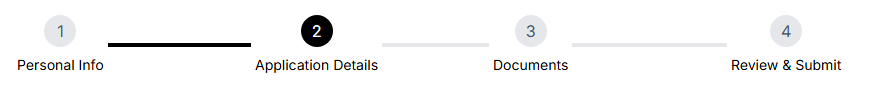 1 2 3 4
Personal Info Application Details Documents Review & Submit